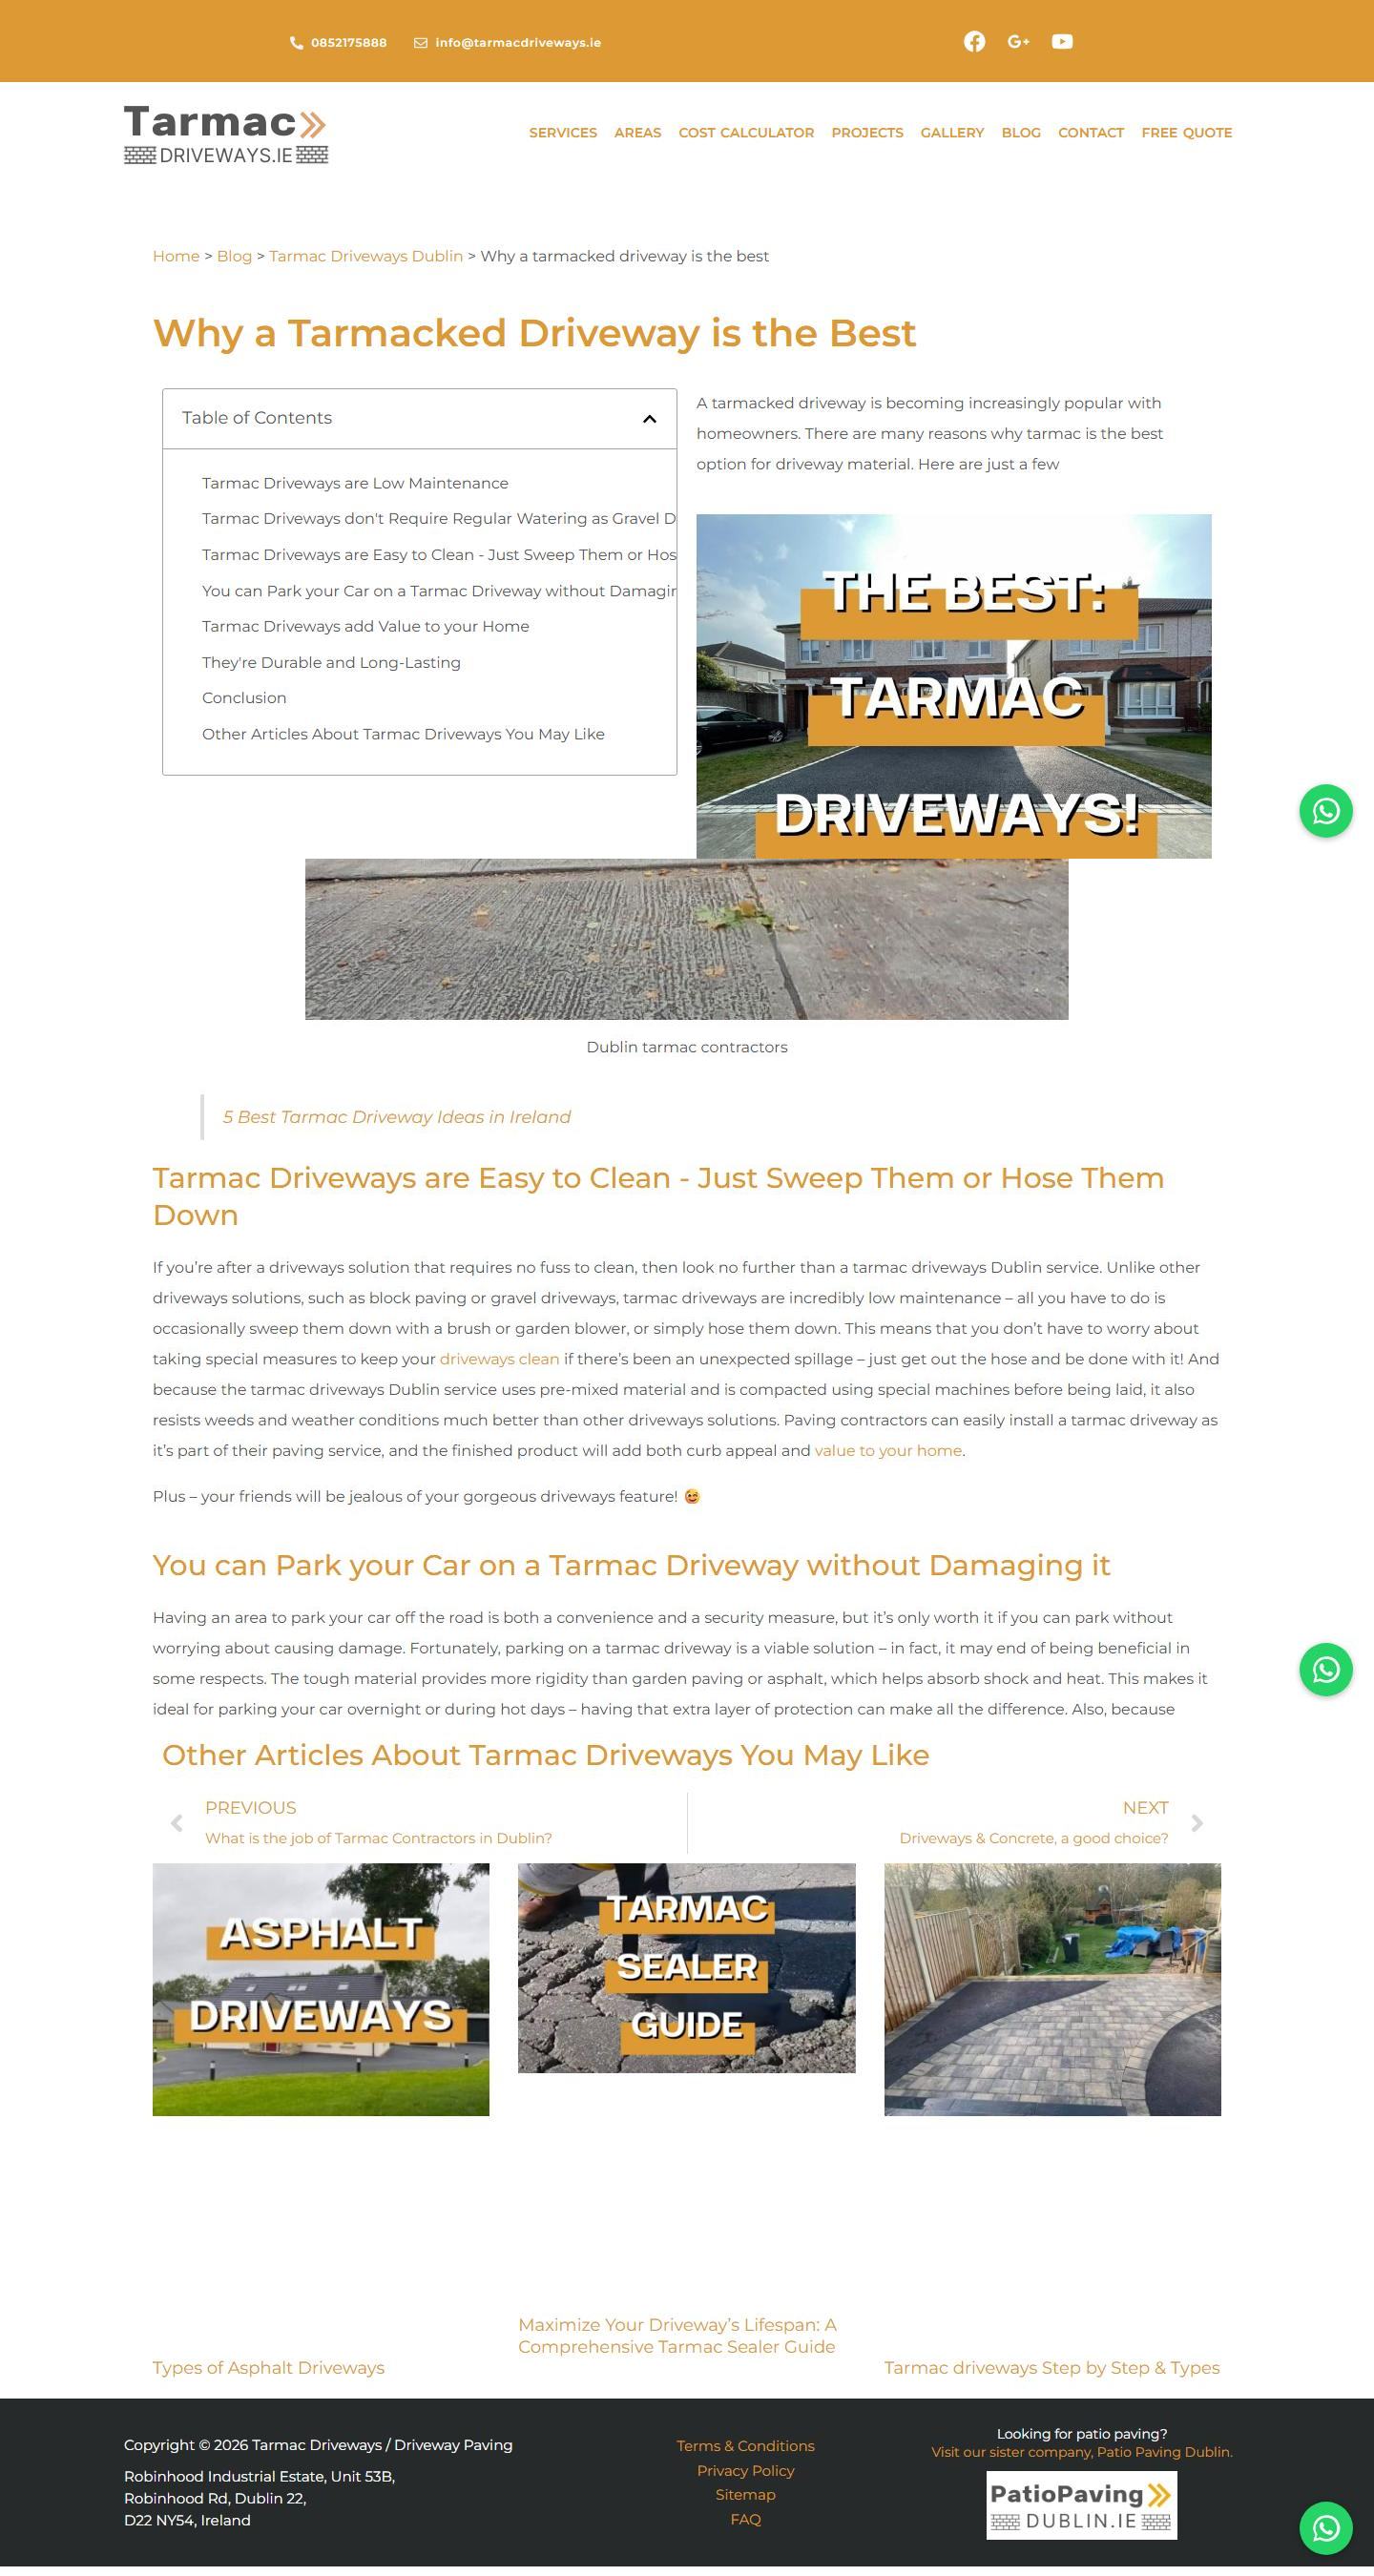 0852175888
info@tarmacdriveways.ie
Tarmac
DRIVEWAYS.IE
SERVICES AREAS COST CALCULATOR PROJECTS GALLERY BLOG CONTACT FREE QUOTE
Home > Blog > Tarmac Driveways Dublin > Why a tarmacked driveway is the best
Why a Tarmacked Driveway is the Best
Table of Contents
Tarmac Driveways are Low Maintenance
Tarmac Driveways don't Require Regular Watering as Gravel D
Tarmac Driveways are Easy to Clean - Just Sweep Them or Hos
You can Park your Car on a Tarmac Driveway without Damagin
Tarmac Driveways add Value to your Home
They're Durable and Long-Lasting
Conclusion
Other Articles About Tarmac Driveways You May Like
A tarmacked driveway is becoming increasingly popular with
homeowners. There are many reasons why tarmac is the best
option for driveway material. Here are just a few
THE BEST:
TARMAC
DRIVEWAYS!
Dublin tarmac contractors
5 Best Tarmac Driveway Ideas in Ireland
Tarmac Driveways are Easy to Clean - Just Sweep Them or Hose Them
Down
If you’re after a driveways solution that requires no fuss to clean, then look no further than a tarmac driveways Dublin service. Unlike other
driveways solutions, such as block paving or gravel driveways, tarmac driveways are incredibly low maintenance – all you have to do is
occasionally sweep them down with a brush or garden blower, or simply hose them down. This means that you don’t have to worry about
taking special measures to keep your driveways clean if there’s been an unexpected spillage – just get out the hose and be done with it! And
because the tarmac driveways Dublin service uses pre-mixed material and is compacted using special machines before being laid, it also
resists weeds and weather conditions much better than other driveways solutions. Paving contractors can easily install a tarmac driveway as
it’s part of their paving service, and the finished product will add both curb appeal and value to your home.
Plus – your friends will be jealous of your gorgeous driveways feature! 😉
You can Park your Car on a Tarmac Driveway without Damaging it
Having an area to park your car off the road is both a convenience and a security measure, but it’s only worth it if you can park without
worrying about causing damage. Fortunately, parking on a tarmac driveway is a viable solution – in fact, it may end of being beneficial in
some respects. The tough material provides more rigidity than garden paving or asphalt, which helps absorb shock and heat. This makes it
ideal for parking your car overnight or during hot days – having that extra layer of protection can make all the difference. Also, because
Other Articles About Tarmac Driveways You May Like
PREVIOUS
What is the job of Tarmac Contractors in Dublin?
NEXT
Driveways & Concrete, a good choice?
ASPHALT
DRIVEWAYS
TARMAC
SEALER
GUIDE
Types of Asphalt Driveways
Maximize Your Driveway’s Lifespan: A
Comprehensive Tarmac Sealer Guide
Tarmac driveways Step by Step & Types
Copyright © 2026 Tarmac Driveways / Driveway Paving
Robinhood Industrial Estate, Unit 53B,
Robinhood Rd, Dublin 22,
D22 NY54, Ireland
Terms & Conditions
Privacy Policy
Sitemap
FAQ
Looking for patio paving?
Visit our sister company, Patio Paving Dublin.
PatioPaving
DUBLIN.IE